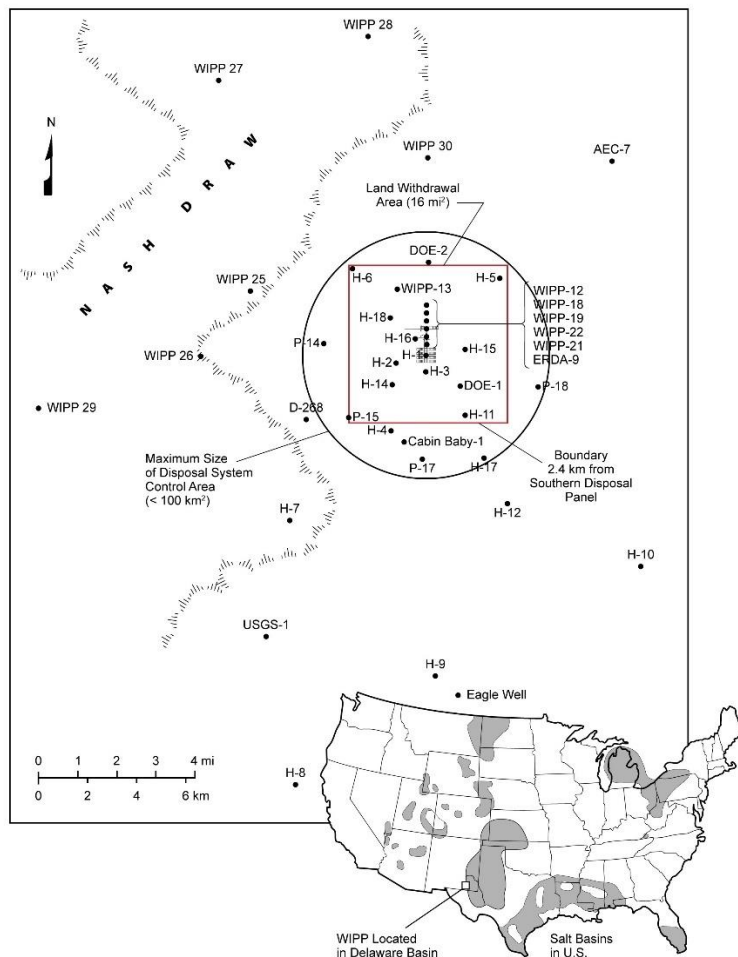 WIPP 28
WIPP 27
N
NASH DRAW
WIPP 30
AEC-7
Land Withdrawal
Area (16 mi²)
DOE-2
H-6
H-5
WIPP 25
WIPP-13
WIPP-12
WIPP-18
WIPP-19
WIPP-22
WIPP-21
ERDA-9
H-18
H-16
P-14
H-15
WIPP 26
H-1
H-2
H-3
H-14
DOE-1
P-18
WIPP 29
D-268
P-15
H-11
H-4
Cabin Baby-1
Maximum Size
of Disposal System
Control Area
(< 100 km²)
P-17
H-17
Boundary
2.4 km from
Southern Disposal
Panel
H-7
H-12
H-10
USGS-1
H-9
Eagle Well
0 1 2 3 4 mi
0 2 4 6 km
H-8
WIPP Located
in Delaware Basin
Salt Basins
in U.S.